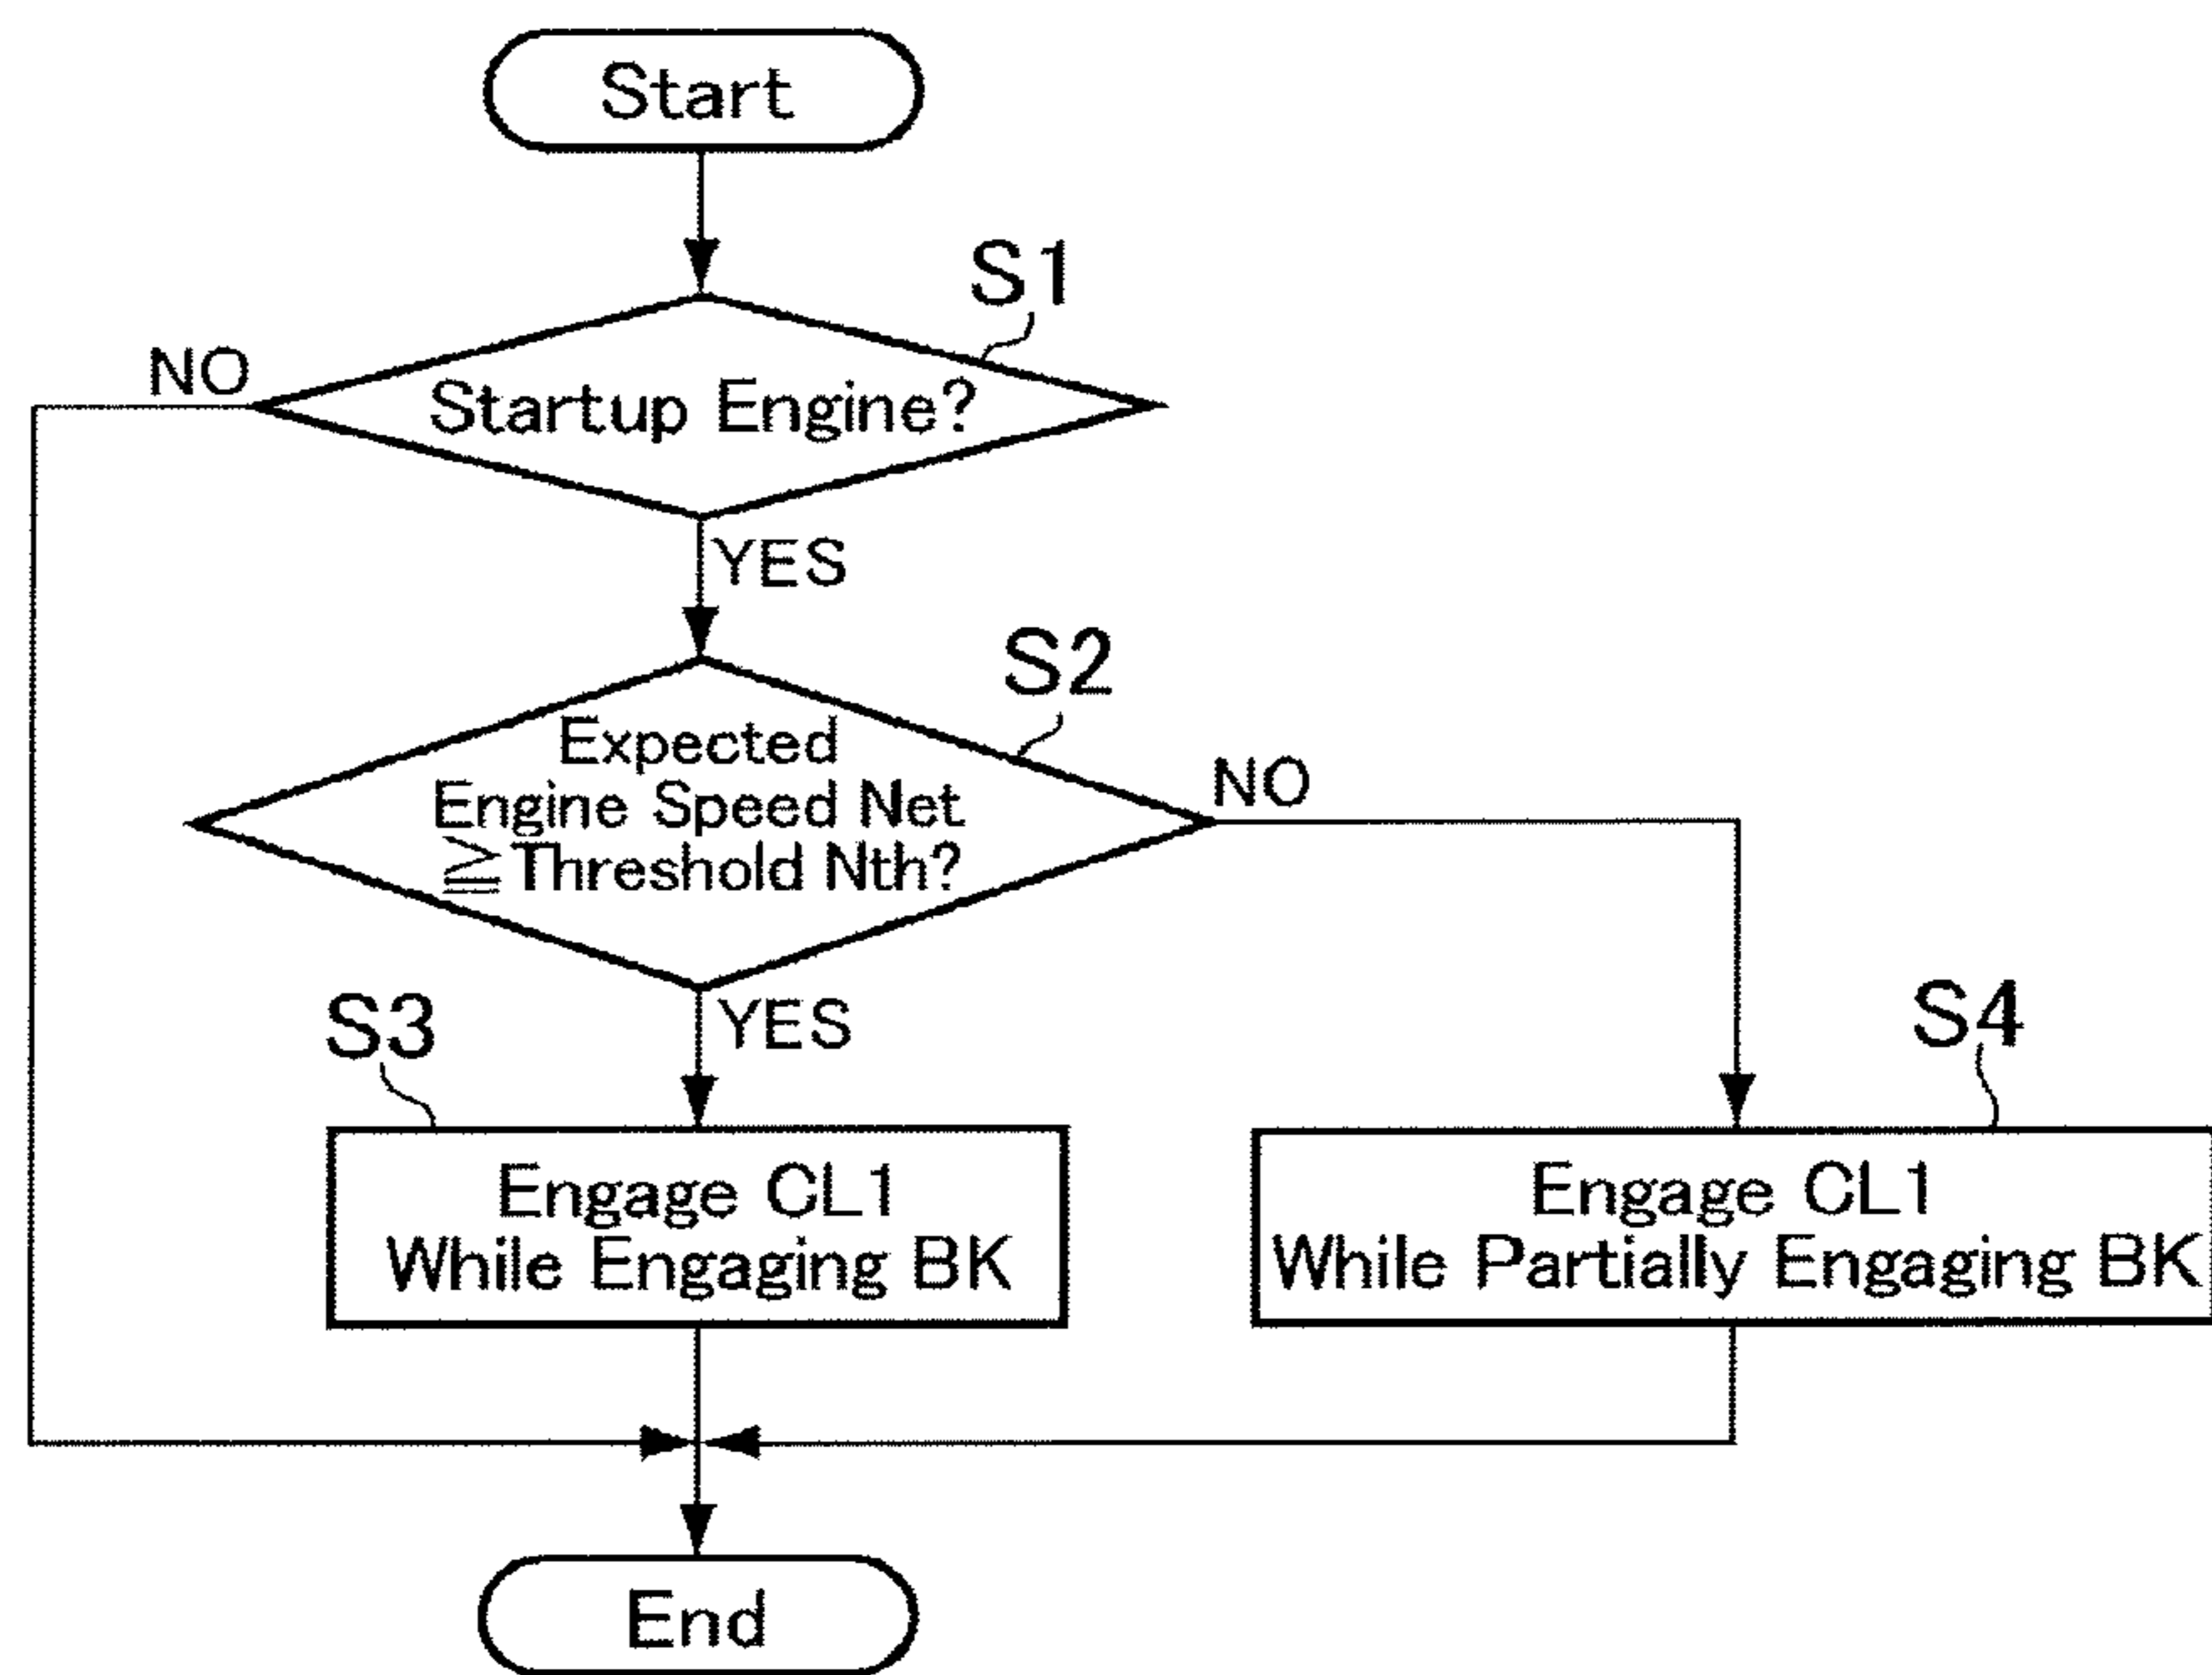 Start
S1
NO
Startup Engine?
YES
S2
Expected
Engine Speed Net
≧Threshold Nth?
NO
YES
S3
S4
Engage CL1
While Engaging BK
Engage CL1
While Partially Engaging BK
End